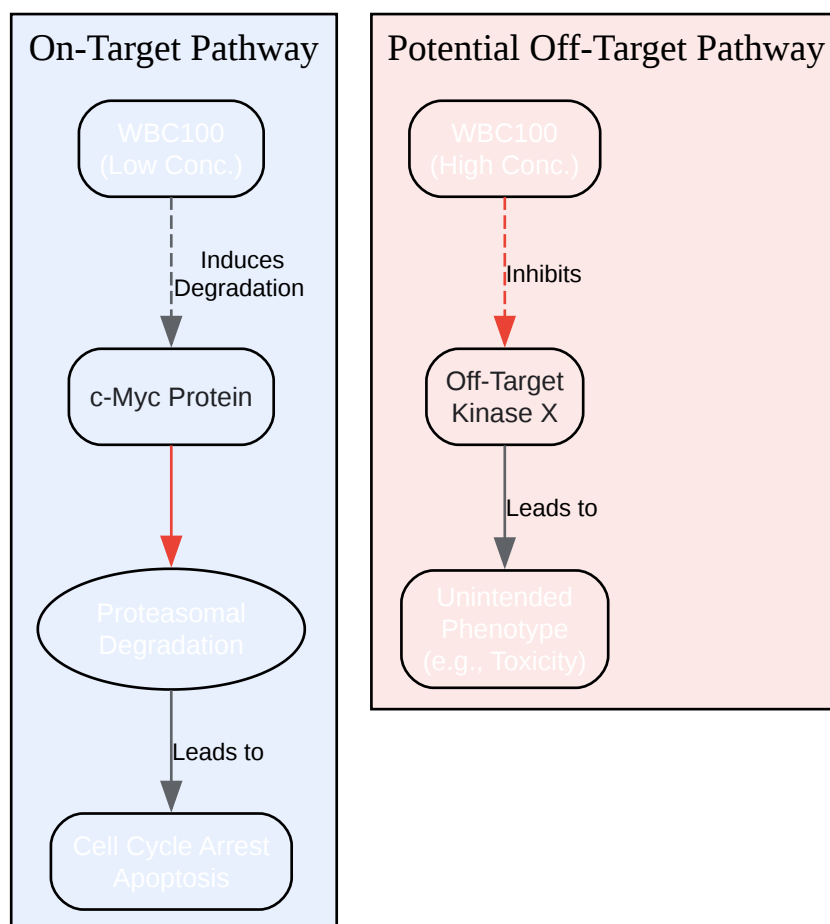 On-Target Pathway
WBC100
(Low Conc.)
Induces
Degradation
c-Myc Protein
Proteasomal
Degradation
Leads to
Cell Cycle Arrest
Apoptosis
Potential Off-Target Pathway
WBC100
(High Conc.)
Inhibits
Off-Target
Kinase X
Leads to
Unintended
Phenotype
(e.g., Toxicity)